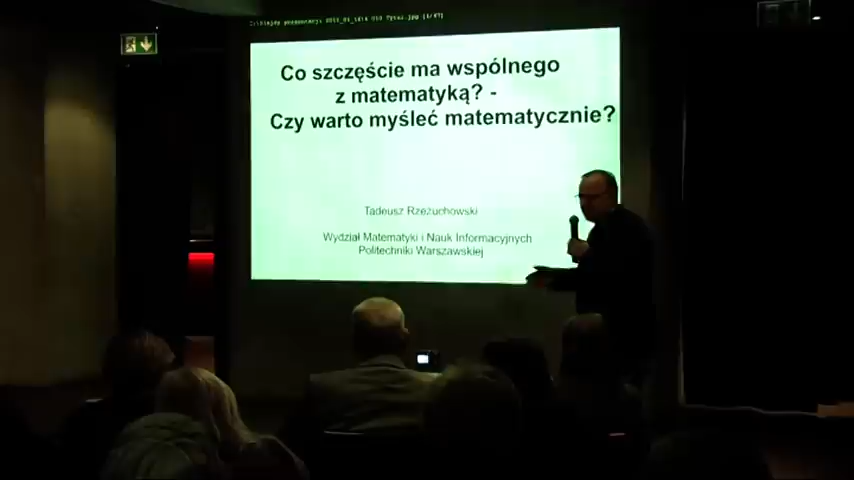 Co szczęście ma wspólnego
z matematyką? -
Czy warto myśleć matematycznie?
Tadeusz Rzeżuchowski
Wydział Matematyki i Nauk Informacyjnych
Politechniki Warszawskiej